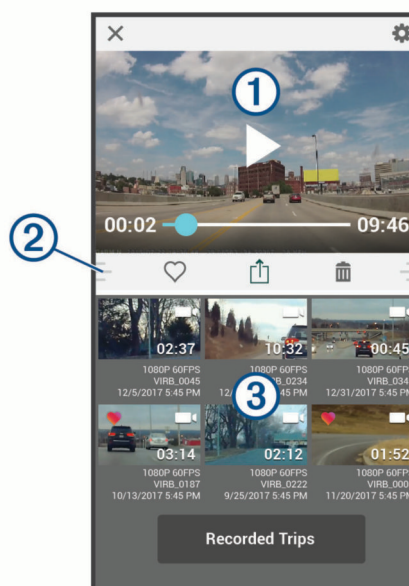 1
00:02
09:46
2
02:37
10:32
00:45
1080P 60FPS
1080P 60FPS
1080P 60FPS
VIRB_0045
VIRB_0234
VIRB_034
12/5/2017 5:45 PM
12/31/2017 5:45 PM
3
03:14
02:12
01:52
1080P 60FPS
1080P 60FPS
1080P 60FPS
VIRB_0187
VIRB_0222
VIRB_000
10/13/2017 5:45 PM
9/25/2017 5:45 PM
11/20/2017 5:45 PM
Recorded Trips